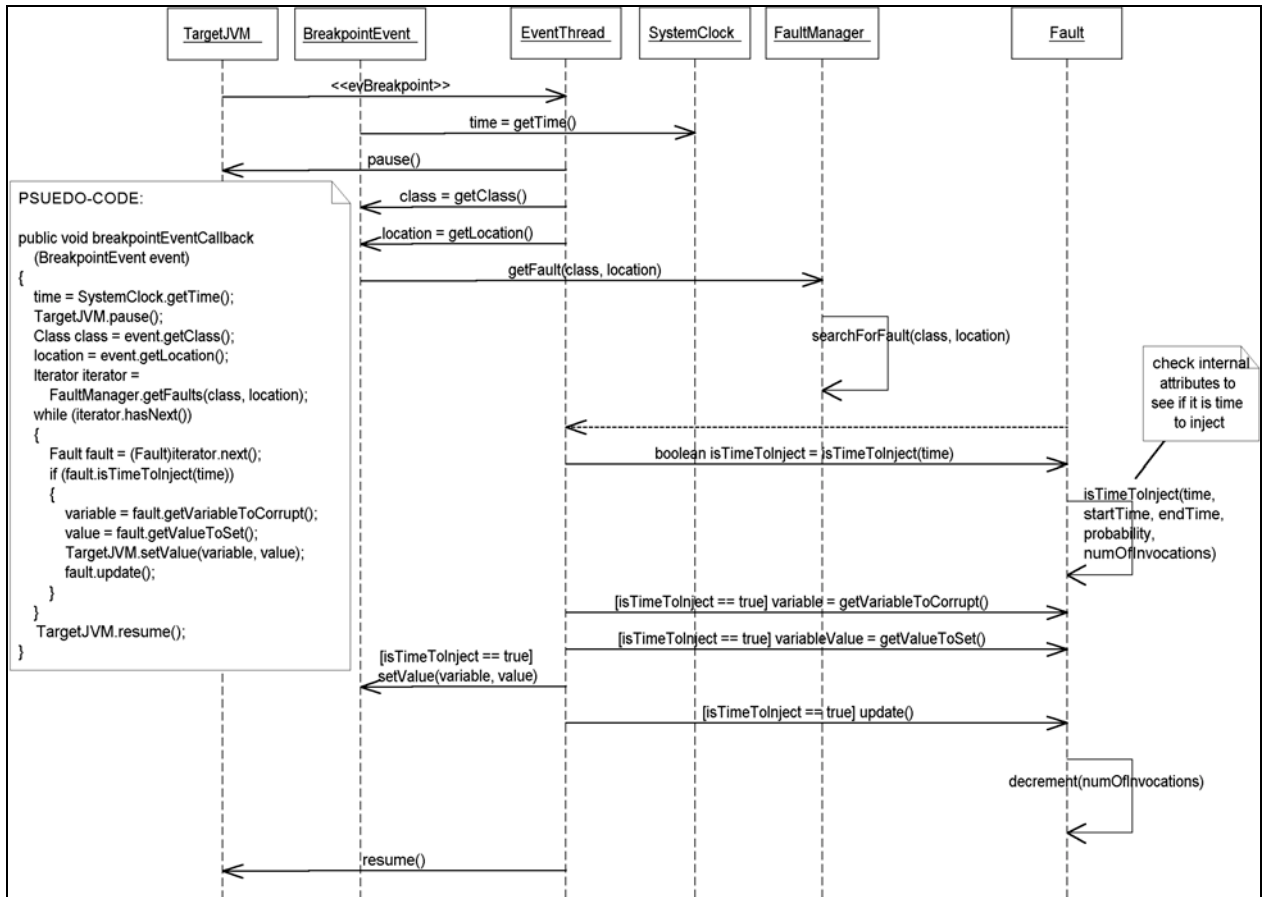 TargetJVM
BreakpointEvent
EventThread
SystemClock
FaultManager
Fault
<<evBreakpoint>>
time = getTime()
pause()
class = getClass()
location = getLocation()
getFault(class, location)
searchForFault(class, location)
PSUEDO-CODE:
public void breakpointEventCallback
(BreakpointEvent event)
{
time = SystemClock.getTime();
TargetJVM.pause();
Class class = event.getClass();
location = event.getLocation();
Iterator iterator =
FaultManager.getFaults(class, location);
while (iterator.hasNext())
{
Fault fault = (Fault)iterator.next();
if (fault.isTimeToInject(time))
{
variable = fault.getVariableToCorrupt();
value = fault.getValueToSet();
TargetJVM.setValue(variable, value);
fault.update();
}
}
TargetJVM.resume();
}
check internal
attributes to
see if it is time
to inject
boolean isTimeToInject = isTimeToInject(time)
isTimeToInject(time,
startTime, endTime,
probability,
numOfInvocations)
[isTimeToInject == true] variable = getVariableToCorrupt()
[isTimeToInject == true] variableValue = getValueToSet()
[isTimeToInject == true]
setValue(variable, value)
[isTimeToInject == true] update()
decrement(numOfInvocations)
resume()